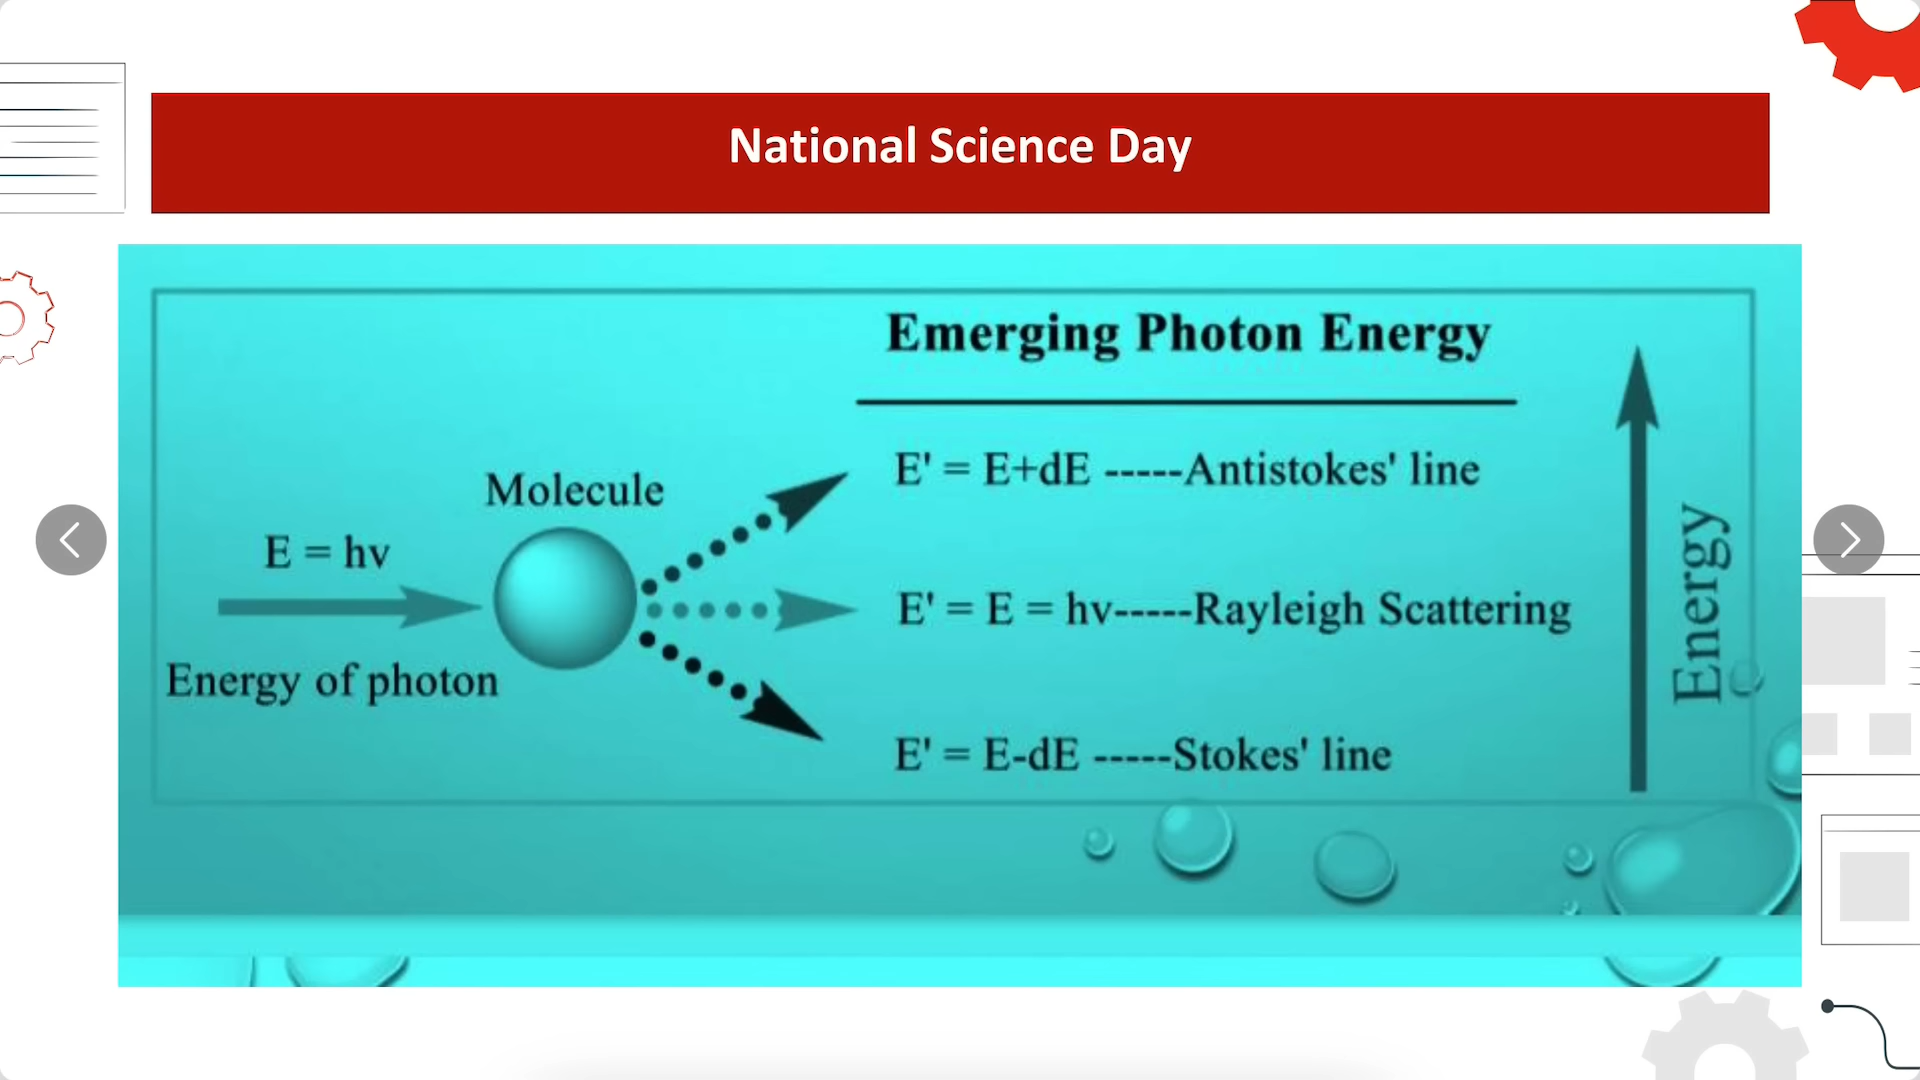 National Science Day
Emerging Photon Energy
E' = E+dE -----Antistokes' line
Molecule
E = hv
E' = E = hv-----Rayleigh Scattering
Energy of photon
E' = E-dE -----Stokes' line
Energy